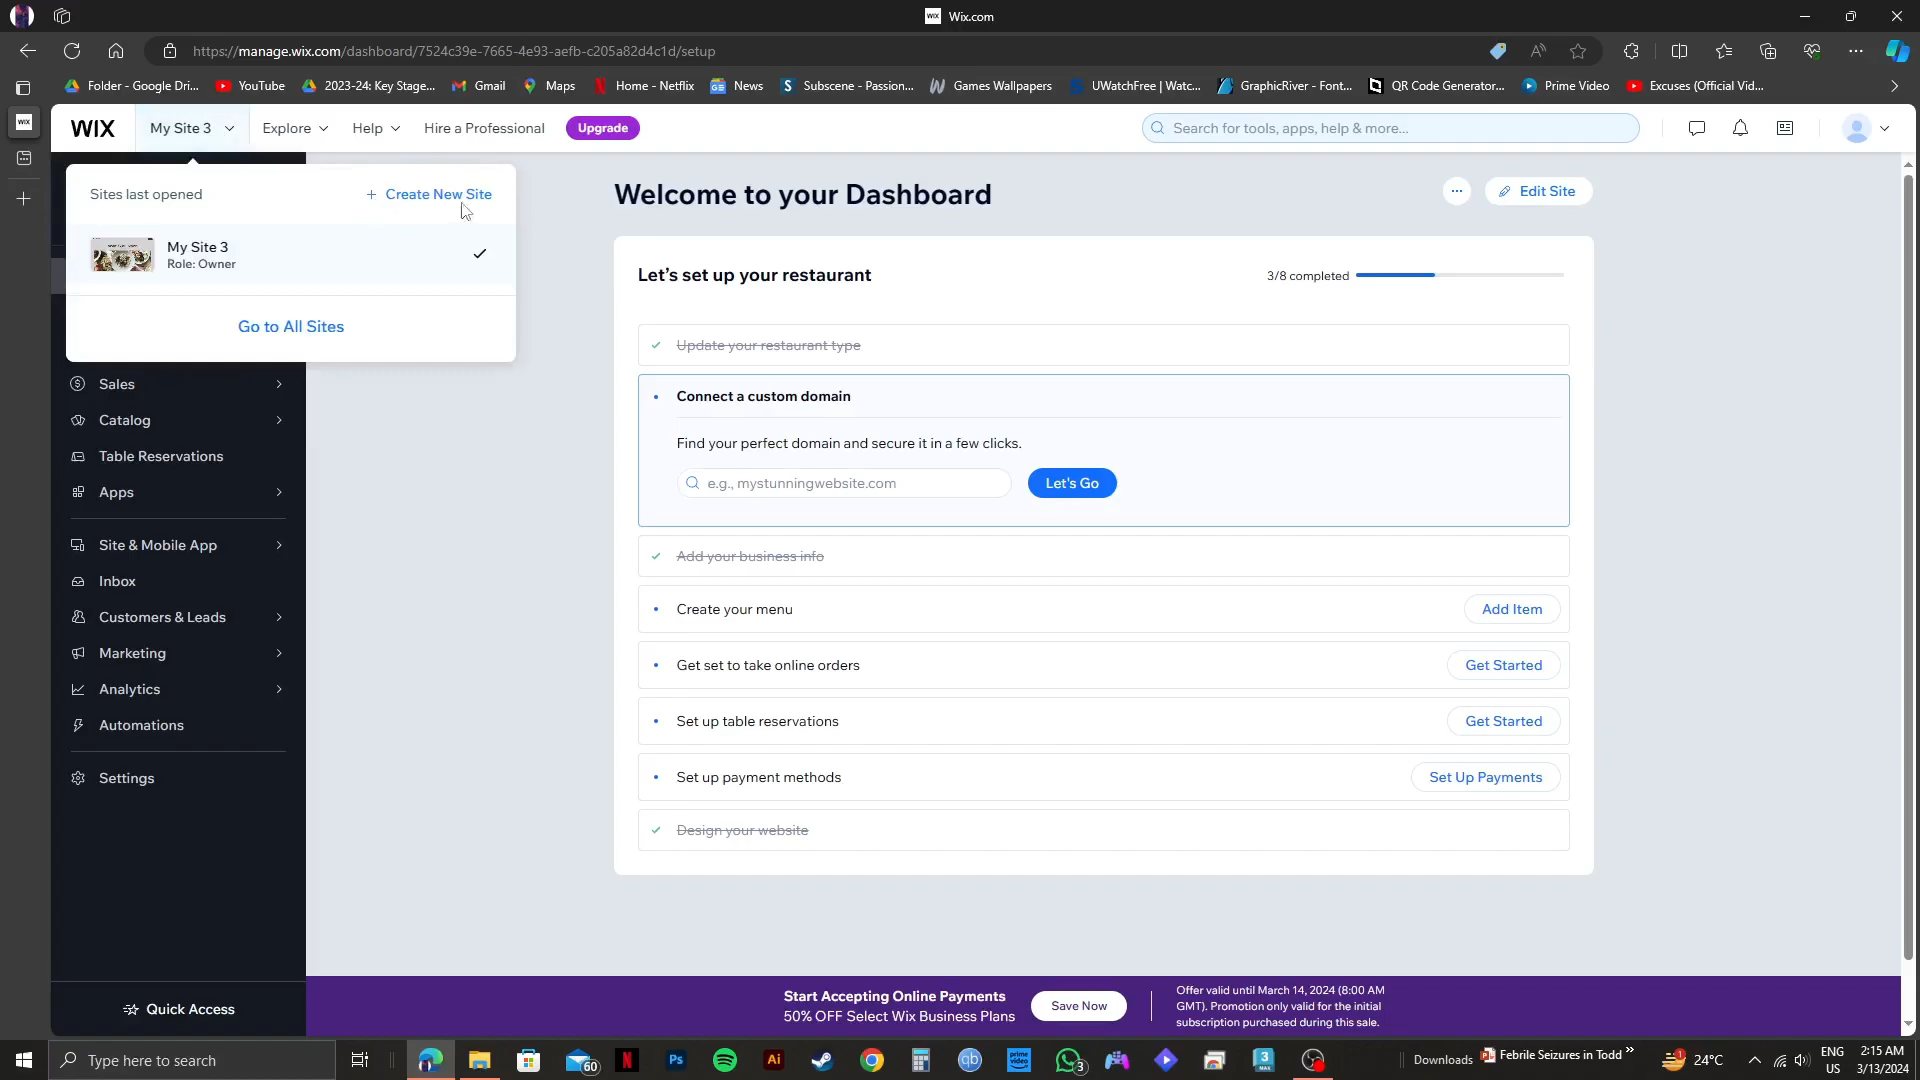 Wix.com
https://manage.wix.com/dashboard/7524c39e-7665-4e93-aefb-c205a82d4c1d/setup
Folder - Google Dri...
YouTube
2023-24: Key Stage...
Gmail
Maps
Home - Netflix
News
Subscene - Passion...
Games Wallpapers
UWatchFree | Watc...
GraphicRiver - Font...
QR Code Generator...
Prime Video
Excuses (Official Vid...
WIX
My Site 3
Explore
Help
Hire a Professional
Upgrade
Search for tools, apps, help & more...
Sites last opened
+ Create New Site
My Site 3
Role: Owner
Go to All Sites
Sales
Catalog
Table Reservations
Apps
Site & Mobile App
Inbox
Customers & Leads
Marketing
Analytics
Automations
Settings
Quick Access
Welcome to your Dashboard
Edit Site
Let's set up your restaurant
3/8 completed
Update your restaurant type
Connect a custom domain
Find your perfect domain and secure it in a few clicks.
e.g., mystunningwebsite.com
Let's Go
Add your business info
Create your menu
Add Item
Get set to take online orders
Get Started
Set up table reservations
Get Started
Set up payment methods
Set Up Payments
Design your website
Start Accepting Online Payments
50% OFF Select Wix Business Plans
Save Now
Offer valid until March 14, 2024 (8:00 AM
GMT). Promotion only valid for the initial
subscription purchased during this sale.
Type here to search
60
N
Ps
Ai
qb
prime video
3
3
MAX
Downloads
Febrile Seizures in Todd
24°C
ENG
US
2:15 AM
3/13/2024